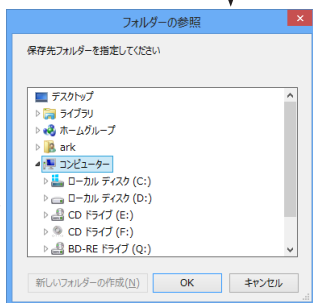 フォルダーの参照
保存先フォルダーを指定してください
デスクトップ
ライブラリ
ホームグループ
ark
コンピューター
ローカル ディスク (C:)
ローカル ディスク (D:)
CD ドライブ (E:)
CD ドライブ (F:)
BD-RE ドライブ (Q:)
新しいフォルダーの作成(N) OK キャンセル